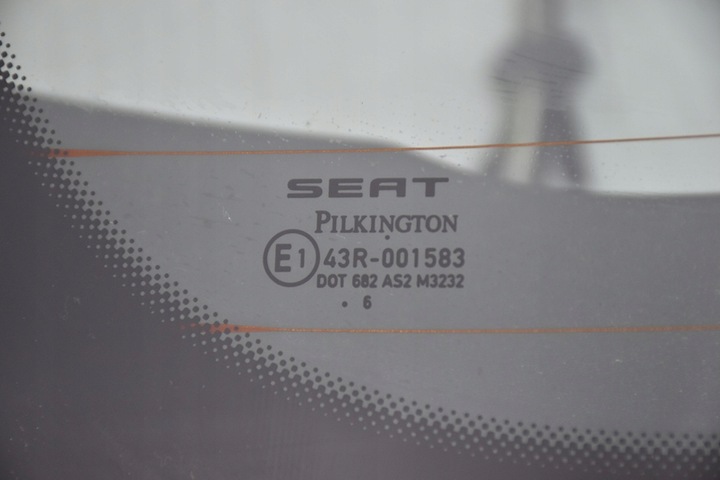 SEAT
PILKINGTON
E1 43R-001583
DOT 682 AS2 M3232
. 6